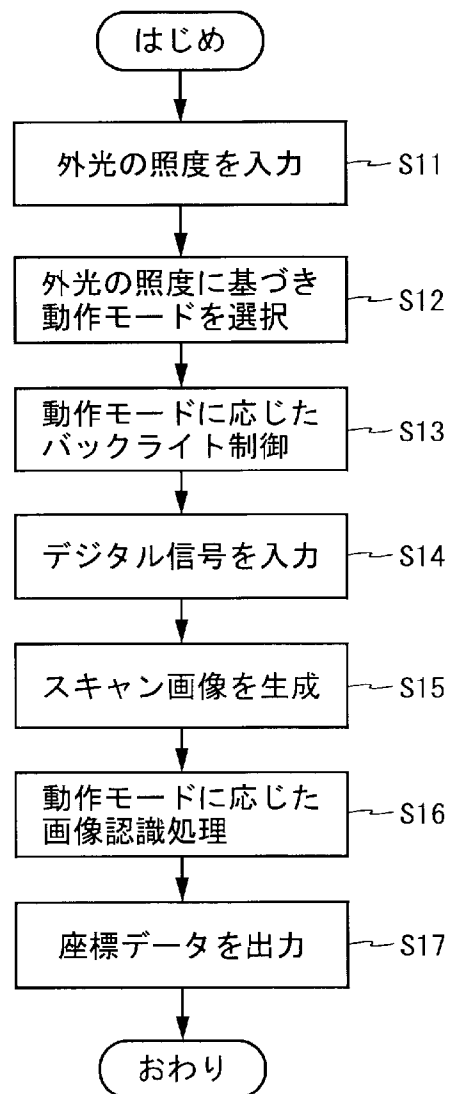 はじめ
外光の照度を入力
S11
外光の照度に基づき
動作モードを選択
S12
動作モードに応じた
バックライト制御
S13
デジタル信号を入力
S14
スキャン画像を生成
S15
動作モードに応じた
画像認識処理
S16
座標データを出力
S17
おわり